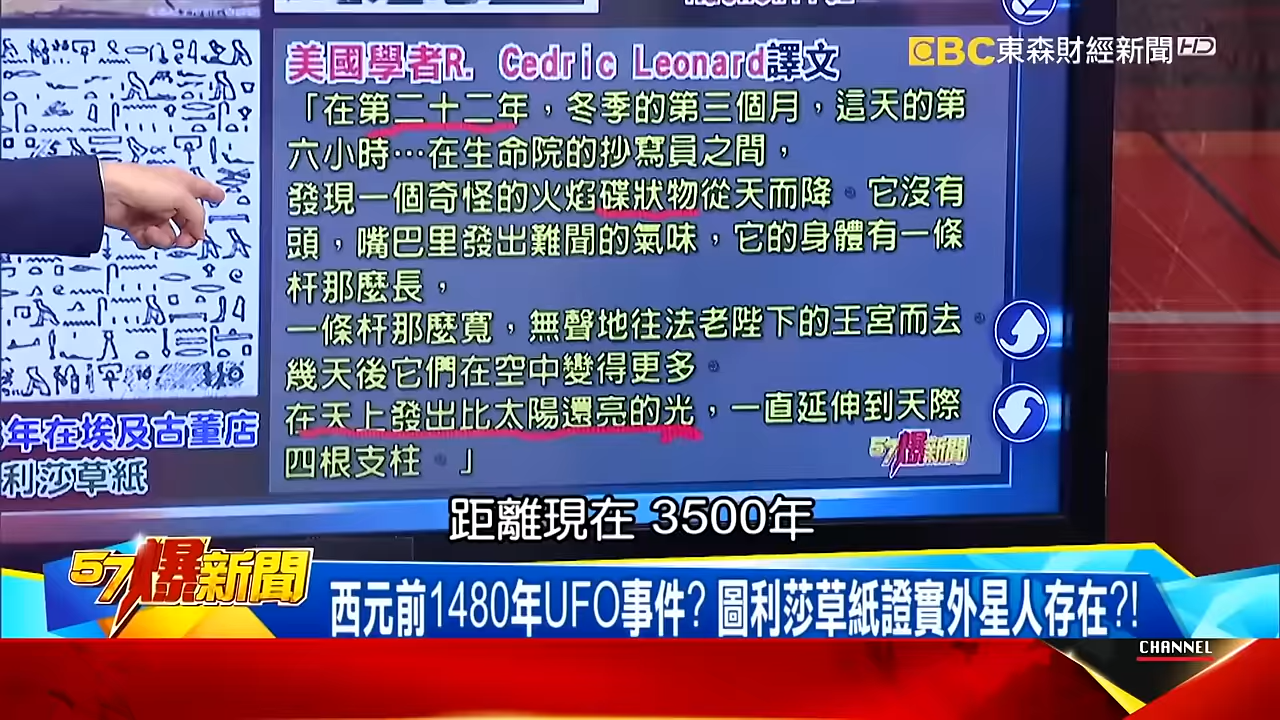 EBC東森財經新聞HD
美國學者R. Cedric Leonard譯文
「在第二十二年，冬季的第三個月，這天的第
六小時…在生命院的抄寫員之間，
發現一個奇怪的火焰碟狀物從天而降。它沒有
頭，嘴巴里發出難聞的氣味，它的身體有一條
杆那麼長，
一條杆那麼寬，無聲地往法老陛下的王宮而去。
幾天後它們在空中變得更多。
在天上發出比太陽還亮的光，一直延伸到天際
四根支柱。」
57爆新聞
年在埃及古董店
利莎草紙
距離現在 3500年
57爆新聞
西元前1480年UFO事件? 圖利莎草紙證實外星人存在?!
CHANNEL